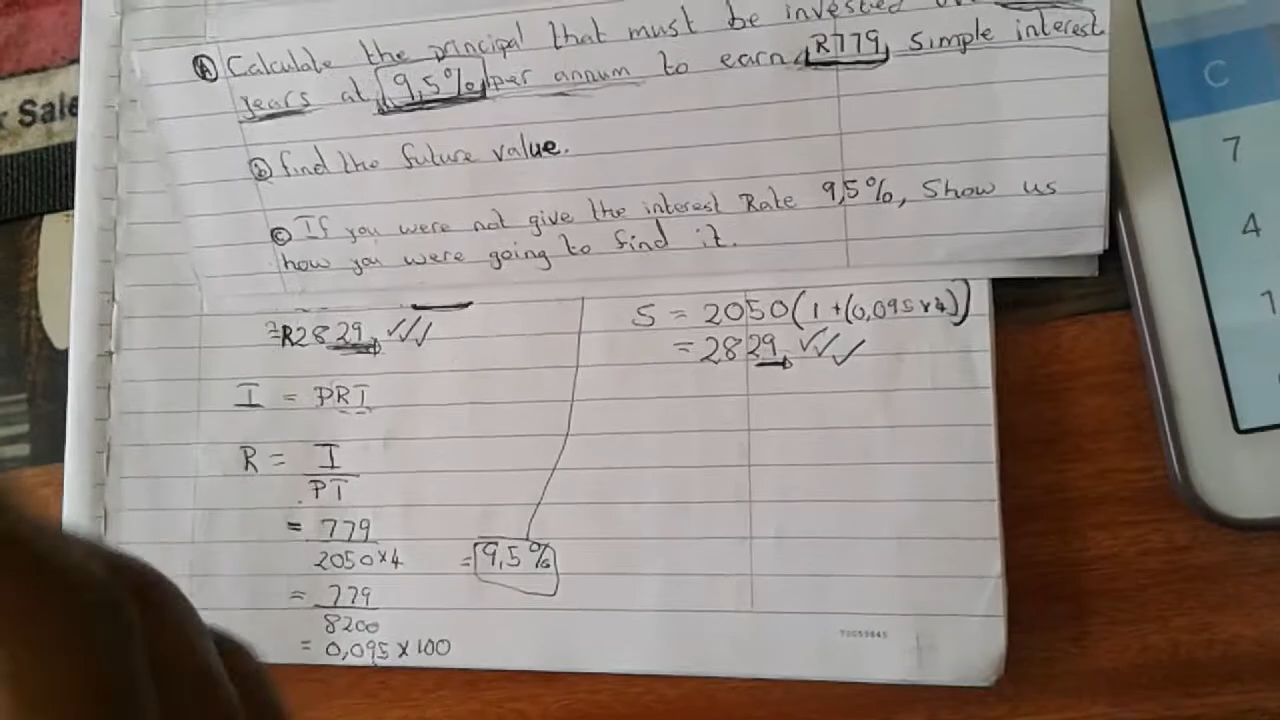 Sale
Ⓐ Calculate the principal that must be invested
years at 9,5% per annum to earn R779 simple interest.
ⓑ find the future value.
Ⓒ If you were not give the interest Rate 9,5%, Show us
how you were going to find it.
=R2829
I = PRT
R = I
PT
= 779
2050×4
= 779
8200
= 0,095 × 100
= 9,5%
S = 2050(1+(0,095×4))
= 2829
C
7
4
1